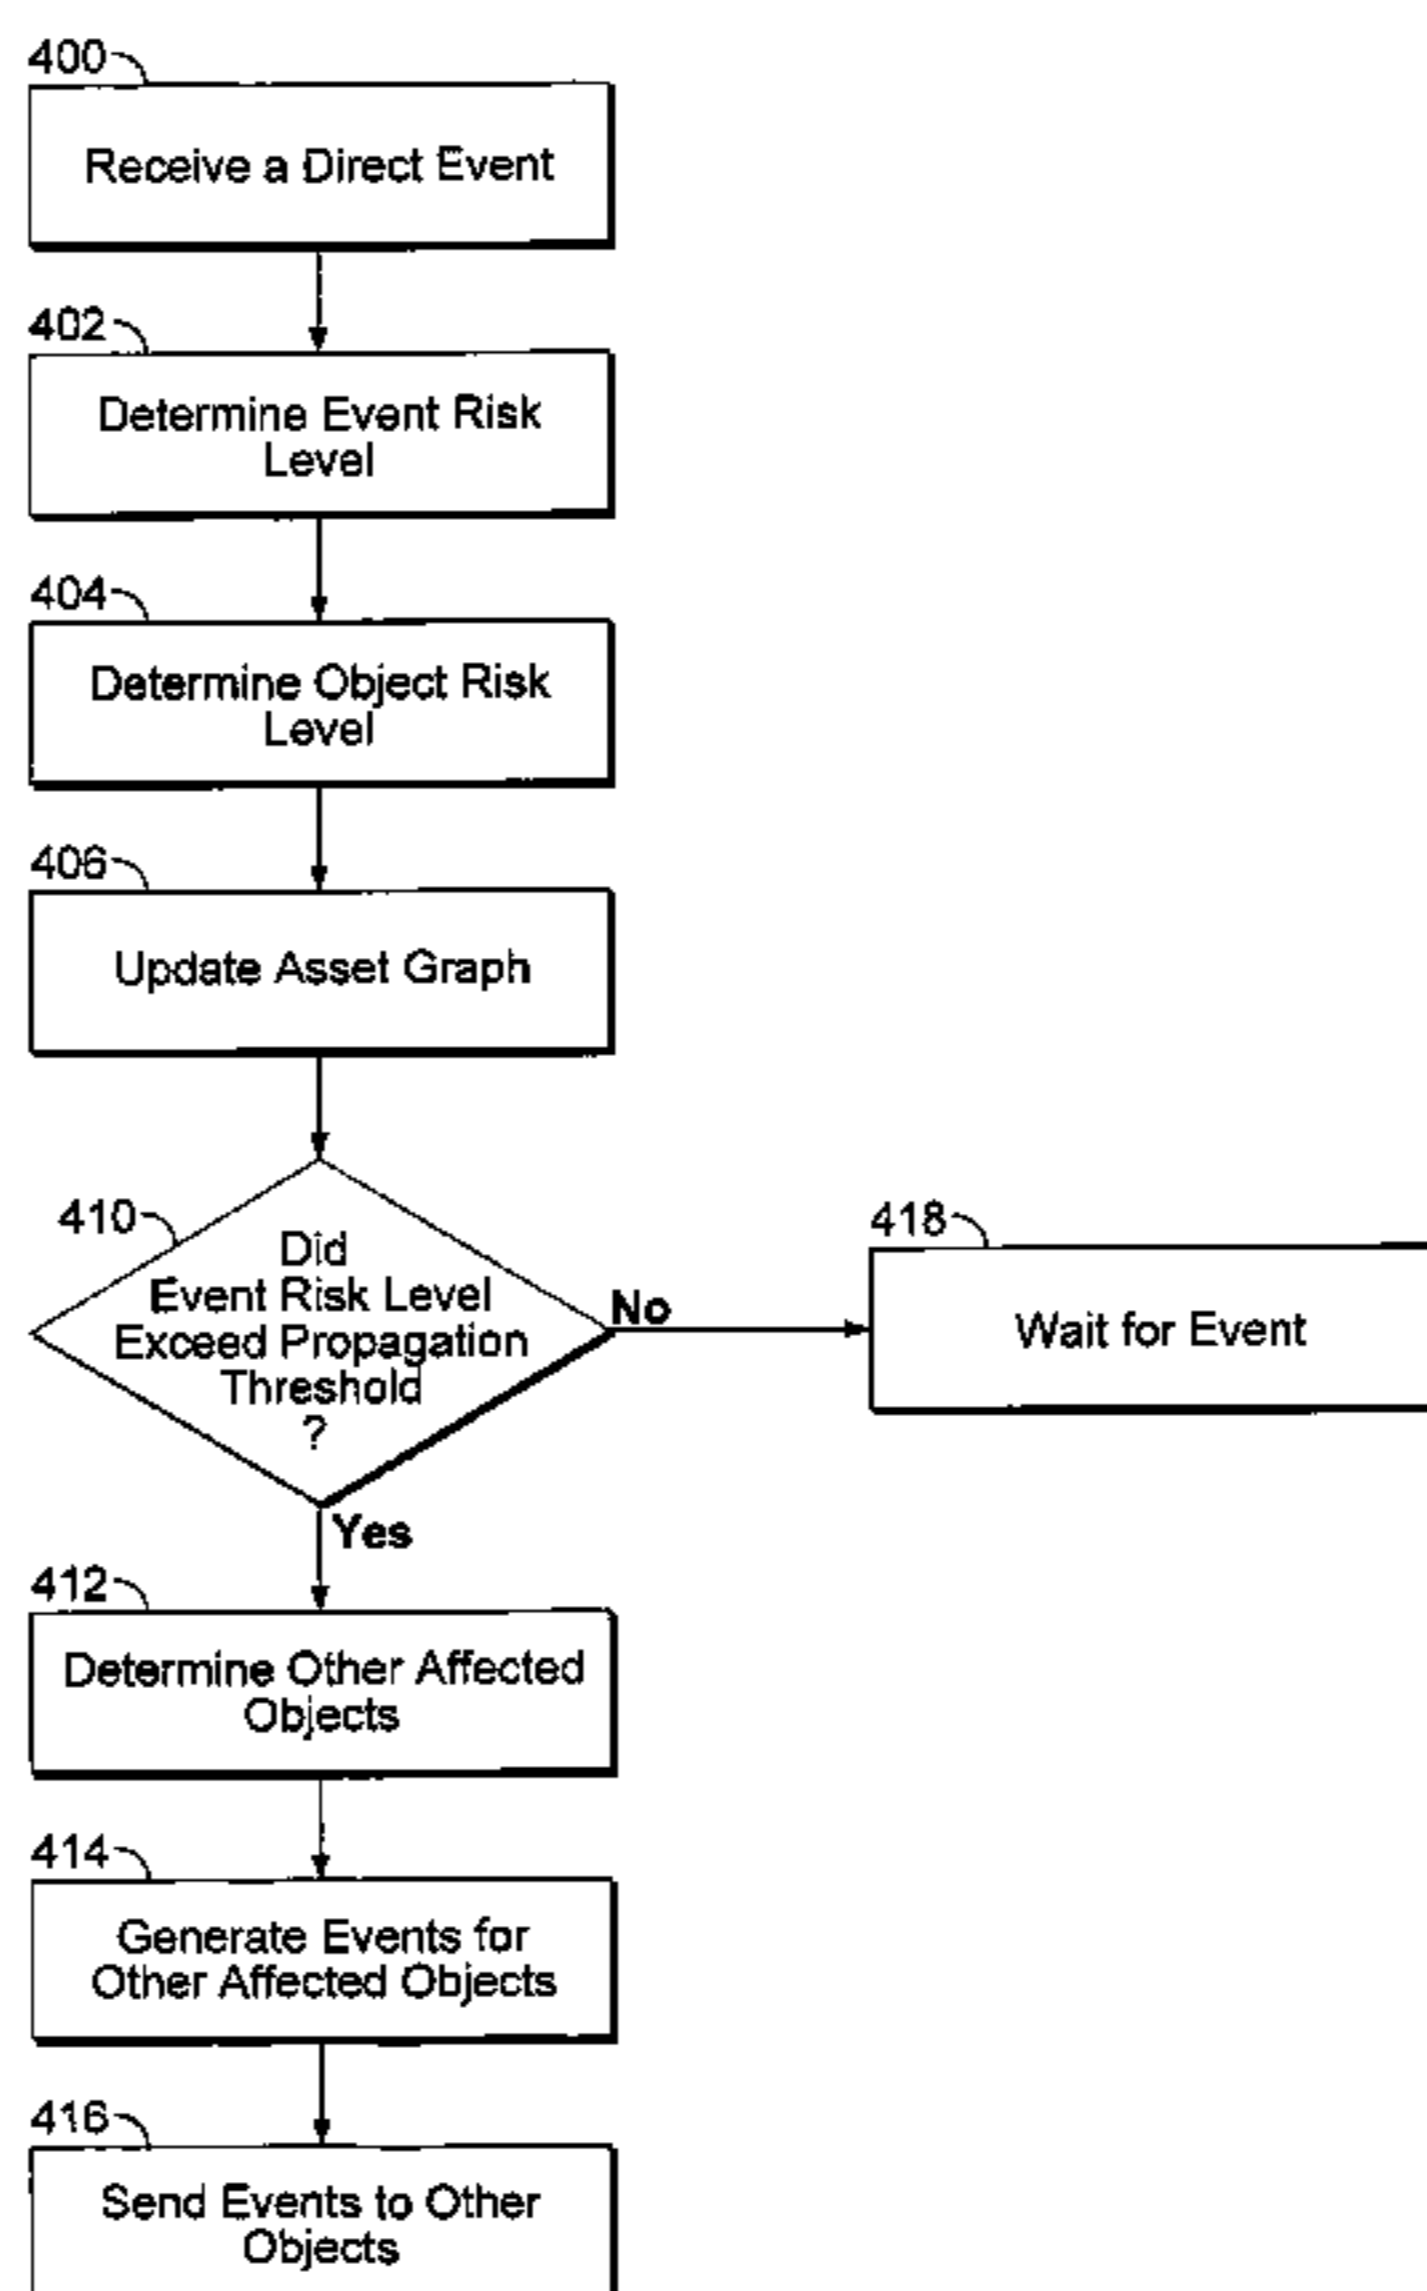 400
Receive a Direct Event
402
Determine Event Risk
Level
404
Determine Object Risk
Level
406
Update Asset Graph
410
Did
Event Risk Level
Exceed Propagation
Threshold
?
No
418
Wait for Event
Yes
412
Determine Other Affected
Objects
414
Generate Events for
Other Affected Objects
416
Send Events to Other
Objects